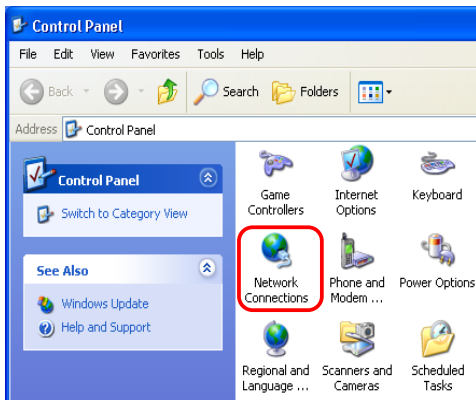 Control Panel
File Edit View Favorites Tools Help
Back Search Folders
Address Control Panel
Control Panel
Switch to Category View
See Also
Windows Update
Help and Support
Game
Controllers
Internet
Options
Keyboard
Network
Connections
Phone and
Modem ...
Power Options
Regional and
Language ...
Scanners and
Cameras
Scheduled
Tasks